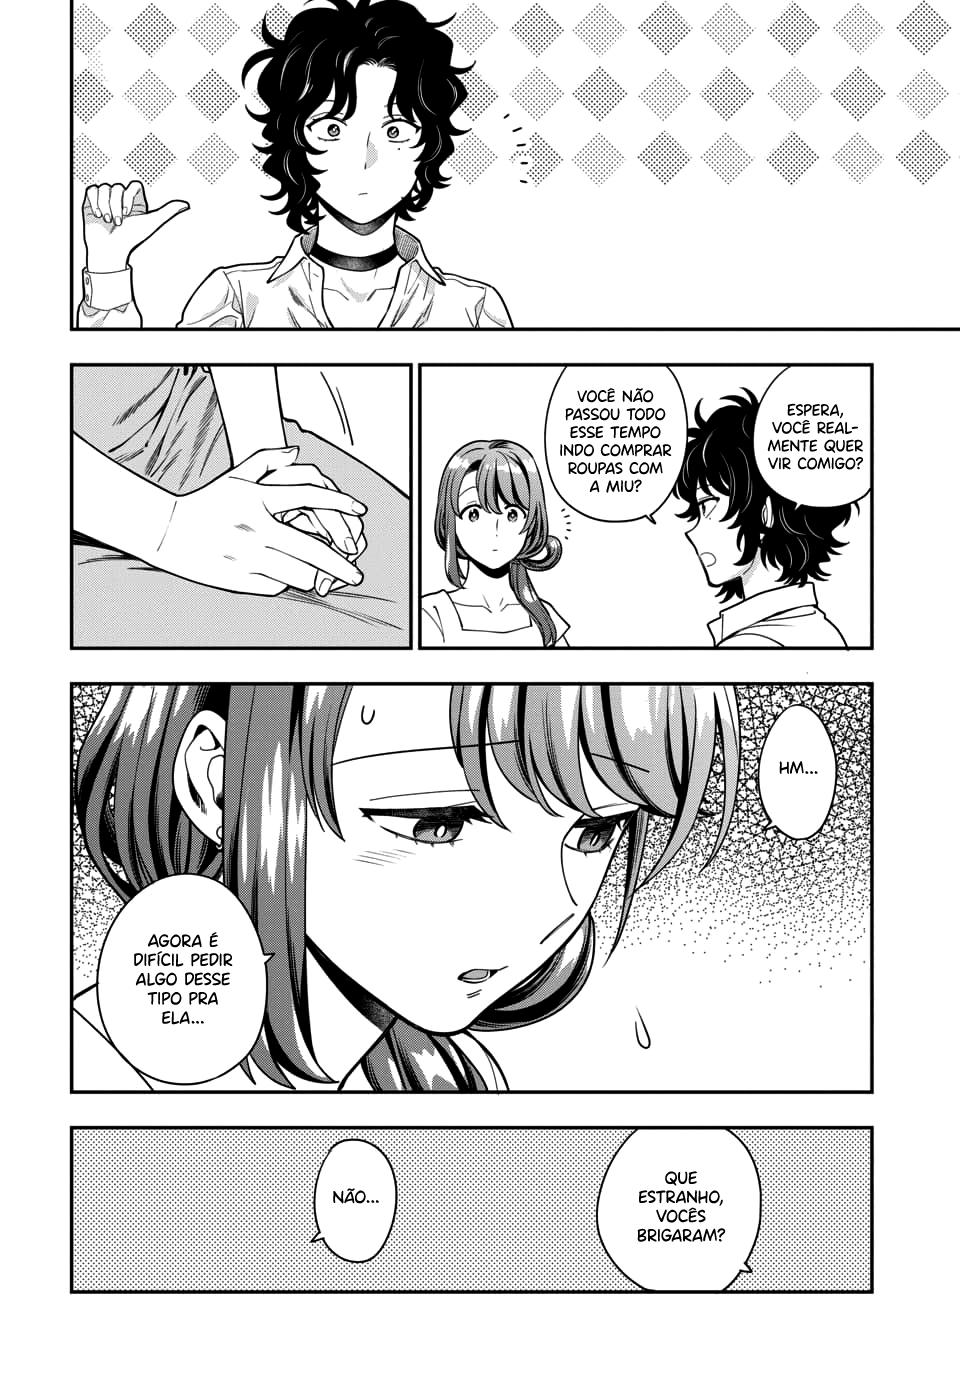 ESPERA,
VOCÊ REAL-
MENTE QUER
VIR COMIGO?
VOCÊ NÃO
PASSOU TODO
ESSE TEMPO
INDO COMPRAR
ROUPAS COM
A MIU?
HM...
AGORA É
DIFÍCIL PEDIR
ALGO DESSE
TIPO PRA
ELA...
QUE
ESTRANHO,
VOCÊS
BRIGARAM?
NÃO...